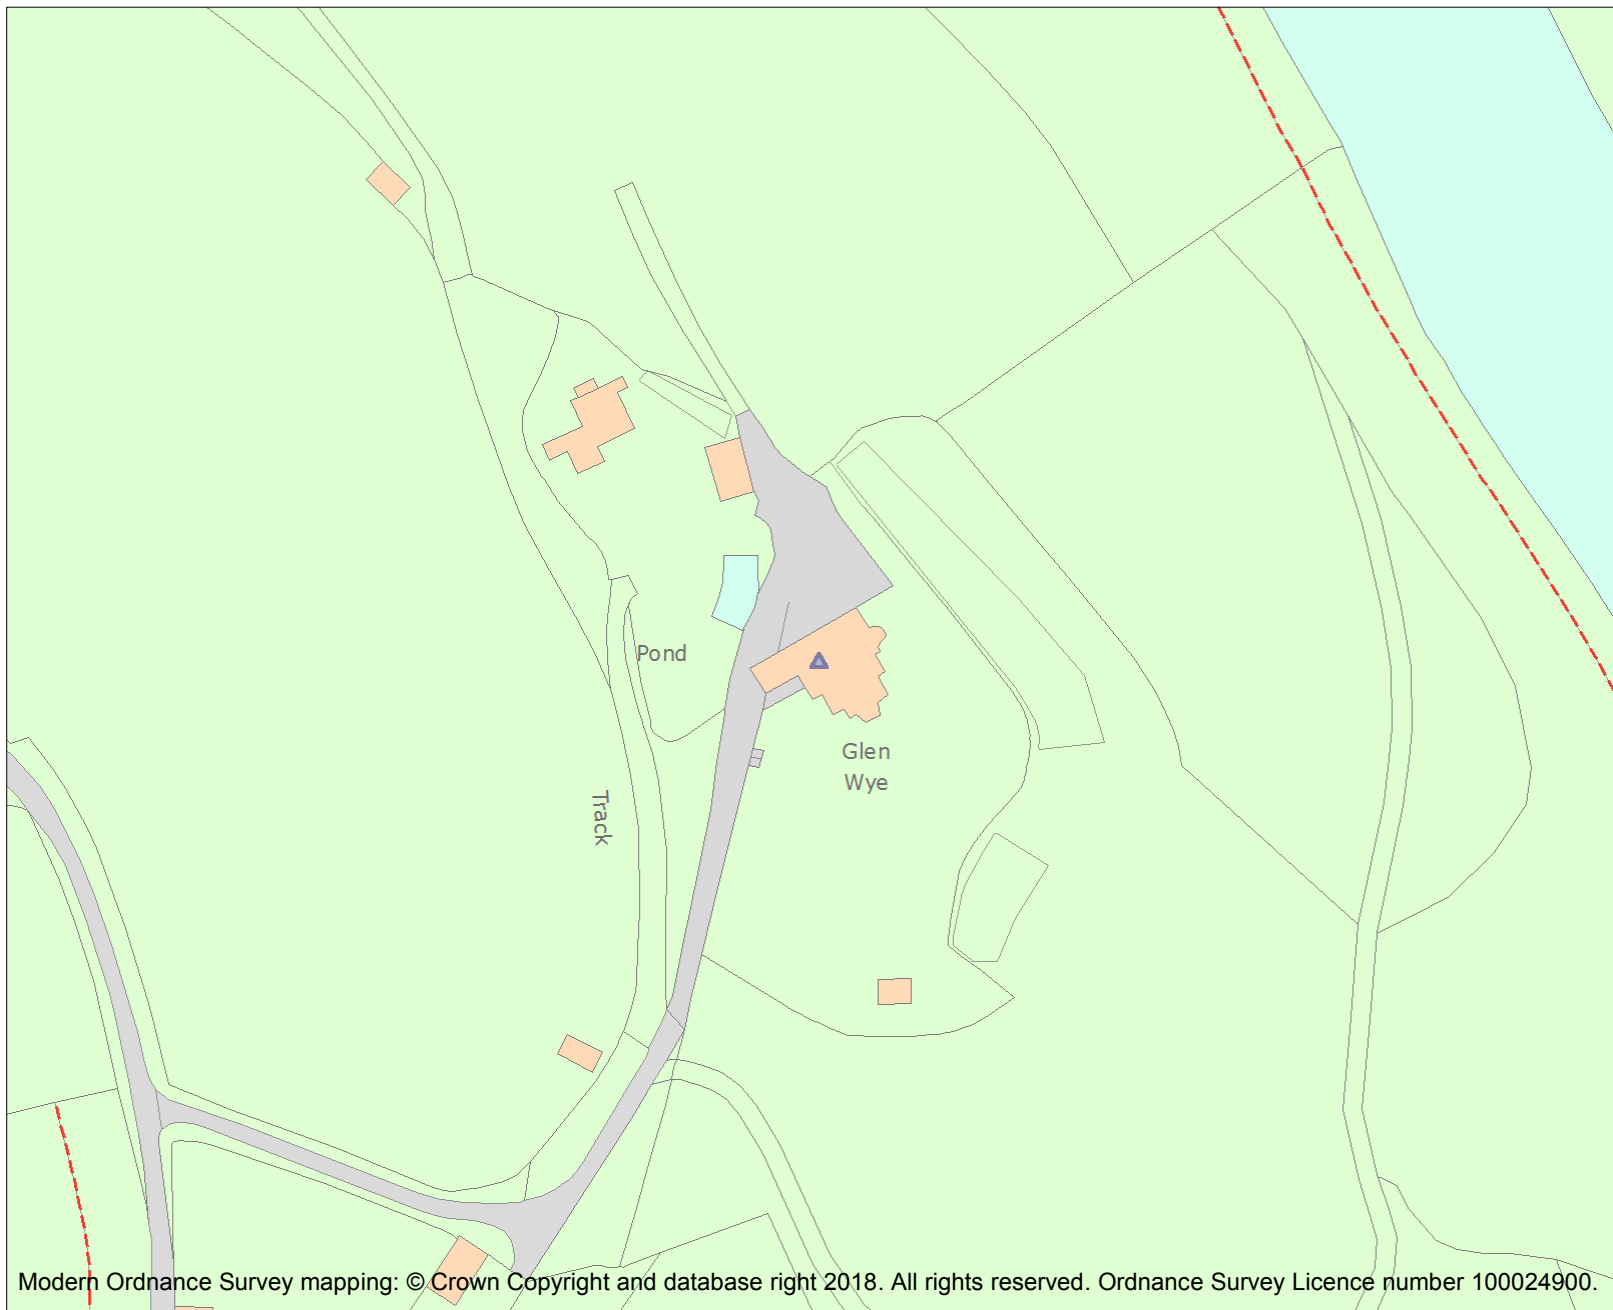 Pond
Glen
Wye
Track
Modern Ordnance Survey mapping: © Crown Copyright and database right 2018. All rights reserved. Ordnance Survey Licence number 100024900.